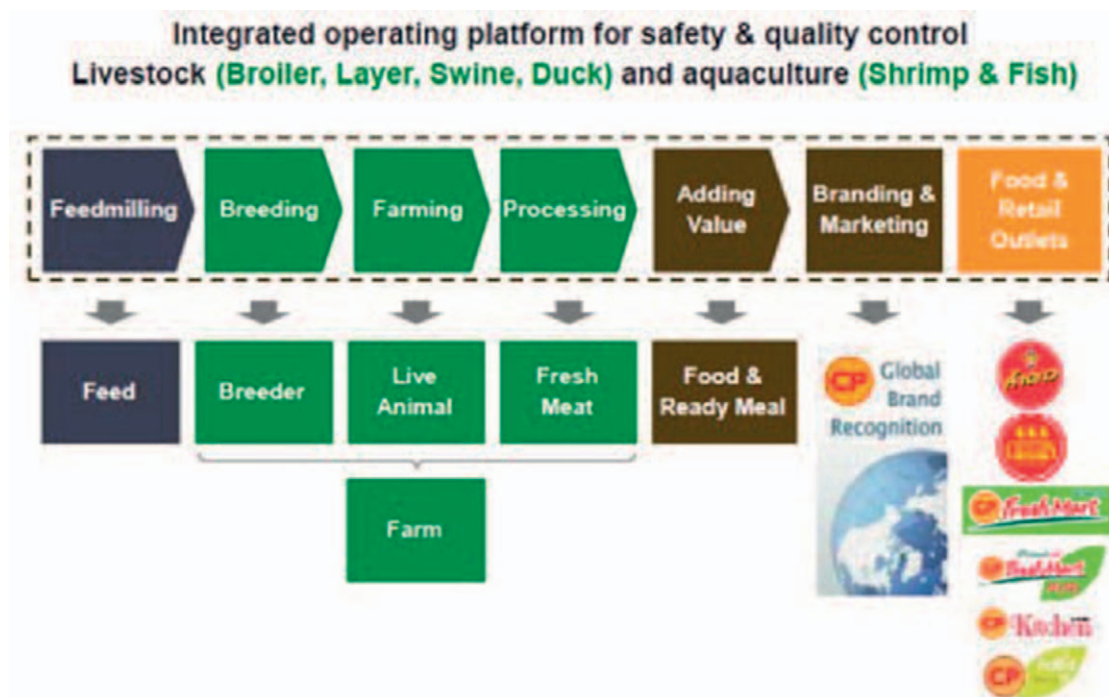 Integrated operating platform for safety & quality control
Livestock (Broiler, Layer, Swine, Duck) and aquaculture (Shrimp & Fish)
Feedmilling
Breeding
Farming
Processing
Adding
Value
Branding &
Marketing
Food &
Retail
Outlets
Feed
Breeder
Live
Animal
Fresh
Meat
Food &
Ready Meal
CP Global
Brand
Recognition
Farm
CP FreshMart
CP FreshMart
CP Kitchen
CP